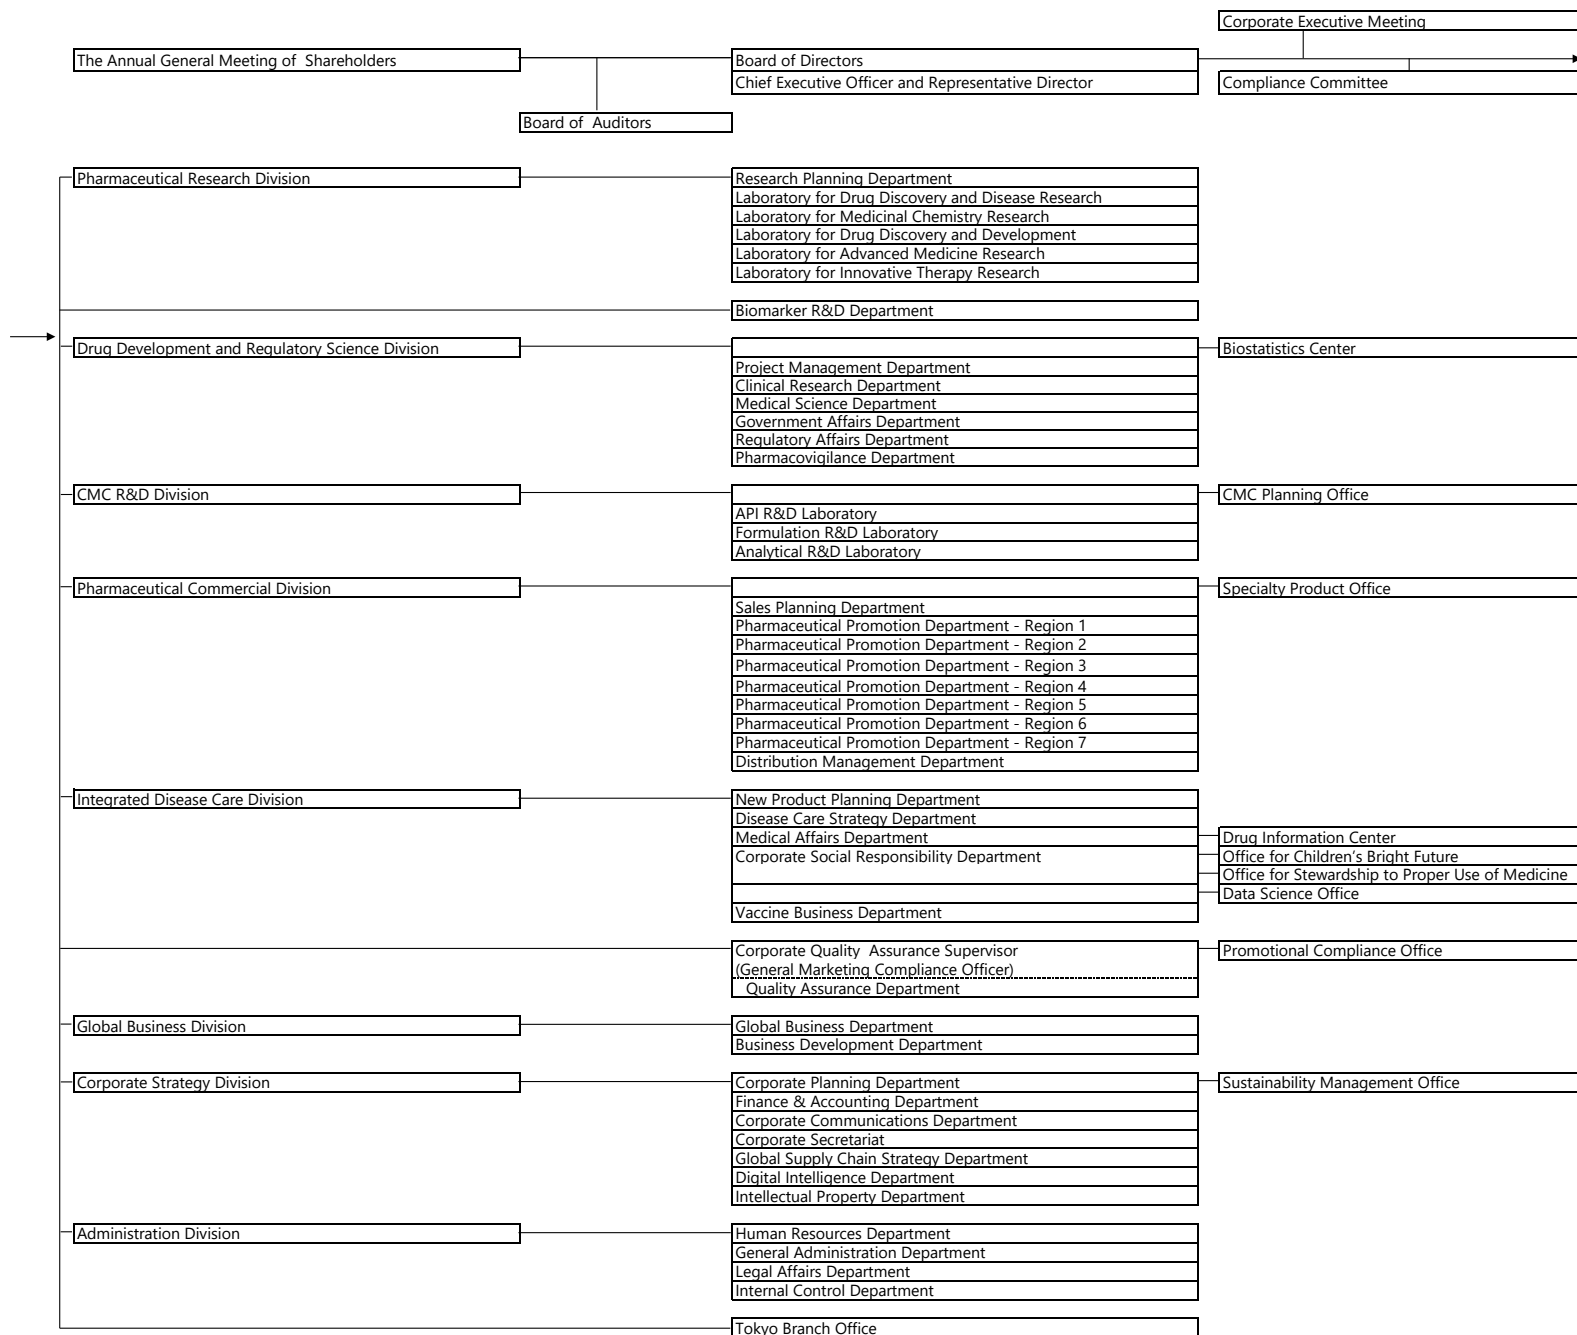 Corporate Executive Meeting
The Annual General Meeting of  Shareholders
Board of Directors
Chief Executive Officer and Representative Director
Compliance Committee
Board of  Auditors
Pharmaceutical Research Division
Research Planning Department
Laboratory for Drug Discovery and Disease Research
Laboratory for Medicinal Chemistry Research
Laboratory for Drug Discovery and Development
Laboratory for Advanced Medicine Research
Laboratory for Innovative Therapy Research
Biomarker R&D Department
Drug Development and Regulatory Science Division
Biostatistics Center
Project Management Department
Clinical Research Department
Medical Science Department
Government Affairs Department
Regulatory Affairs Department
Pharmacovigilance Department
CMC R&D Division
CMC Planning Office
API R&D Laboratory
Formulation R&D Laboratory
Analytical R&D Laboratory
Pharmaceutical Commercial Division
Specialty Product Office
Sales Planning Department
Pharmaceutical Promotion Department - Region 1
Pharmaceutical Promotion Department - Region 2
Pharmaceutical Promotion Department - Region 3
Pharmaceutical Promotion Department - Region 4
Pharmaceutical Promotion Department - Region 5
Pharmaceutical Promotion Department - Region 6
Pharmaceutical Promotion Department - Region 7
Distribution Management Department
Integrated Disease Care Division
New Product Planning Department
Disease Care Strategy Department
Medical Affairs Department
Drug Information Center
Corporate Social Responsibility Department
Office for Children's Bright Future
Office for Stewardship to Proper Use of Medicine
Data Science Office
Vaccine Business Department
Corporate Quality  Assurance Supervisor
(General Marketing Compliance Officer)
Promotional Compliance Office
Quality Assurance Department
Global Business Division
Global Business Department
Business Development Department
Corporate Strategy Division
Corporate Planning Department
Sustainability Management Office
Finance & Accounting Department
Corporate Communications Department
Corporate Secretariat
Global Supply Chain Strategy Department
Digital Intelligence Department
Intellectual Property Department
Administration Division
Human Resources Department
General Administration Department
Legal Affairs Department
Internal Control Department
Tokyo Branch Office